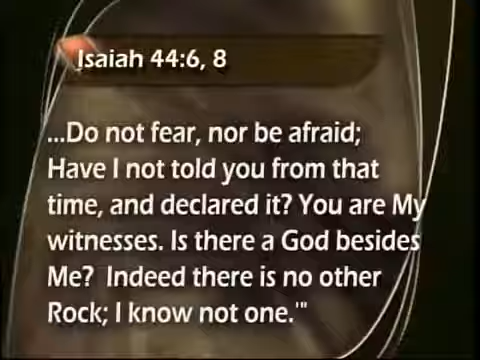 Isaiah 44:6, 8
...Do not fear, nor be afraid;
Have I not told you from that
time, and declared it? You are My
witnesses. Is there a God besides
Me?  Indeed there is no other
Rock; I know not one.'"